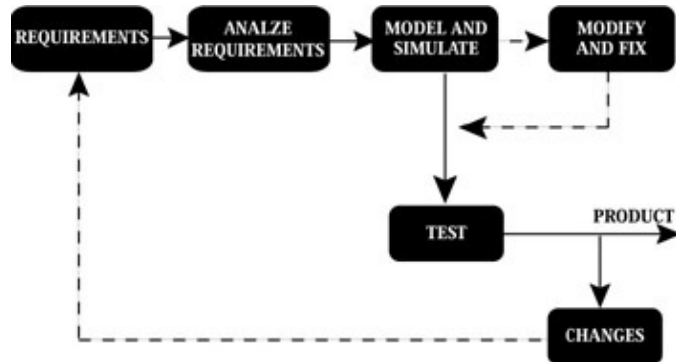 REQUIREMENTS
ANALZE
REQUIREMENTS
MODEL AND
SIMULATE
MODIFY
AND FIX
TEST
PRODUCT
CHANGES